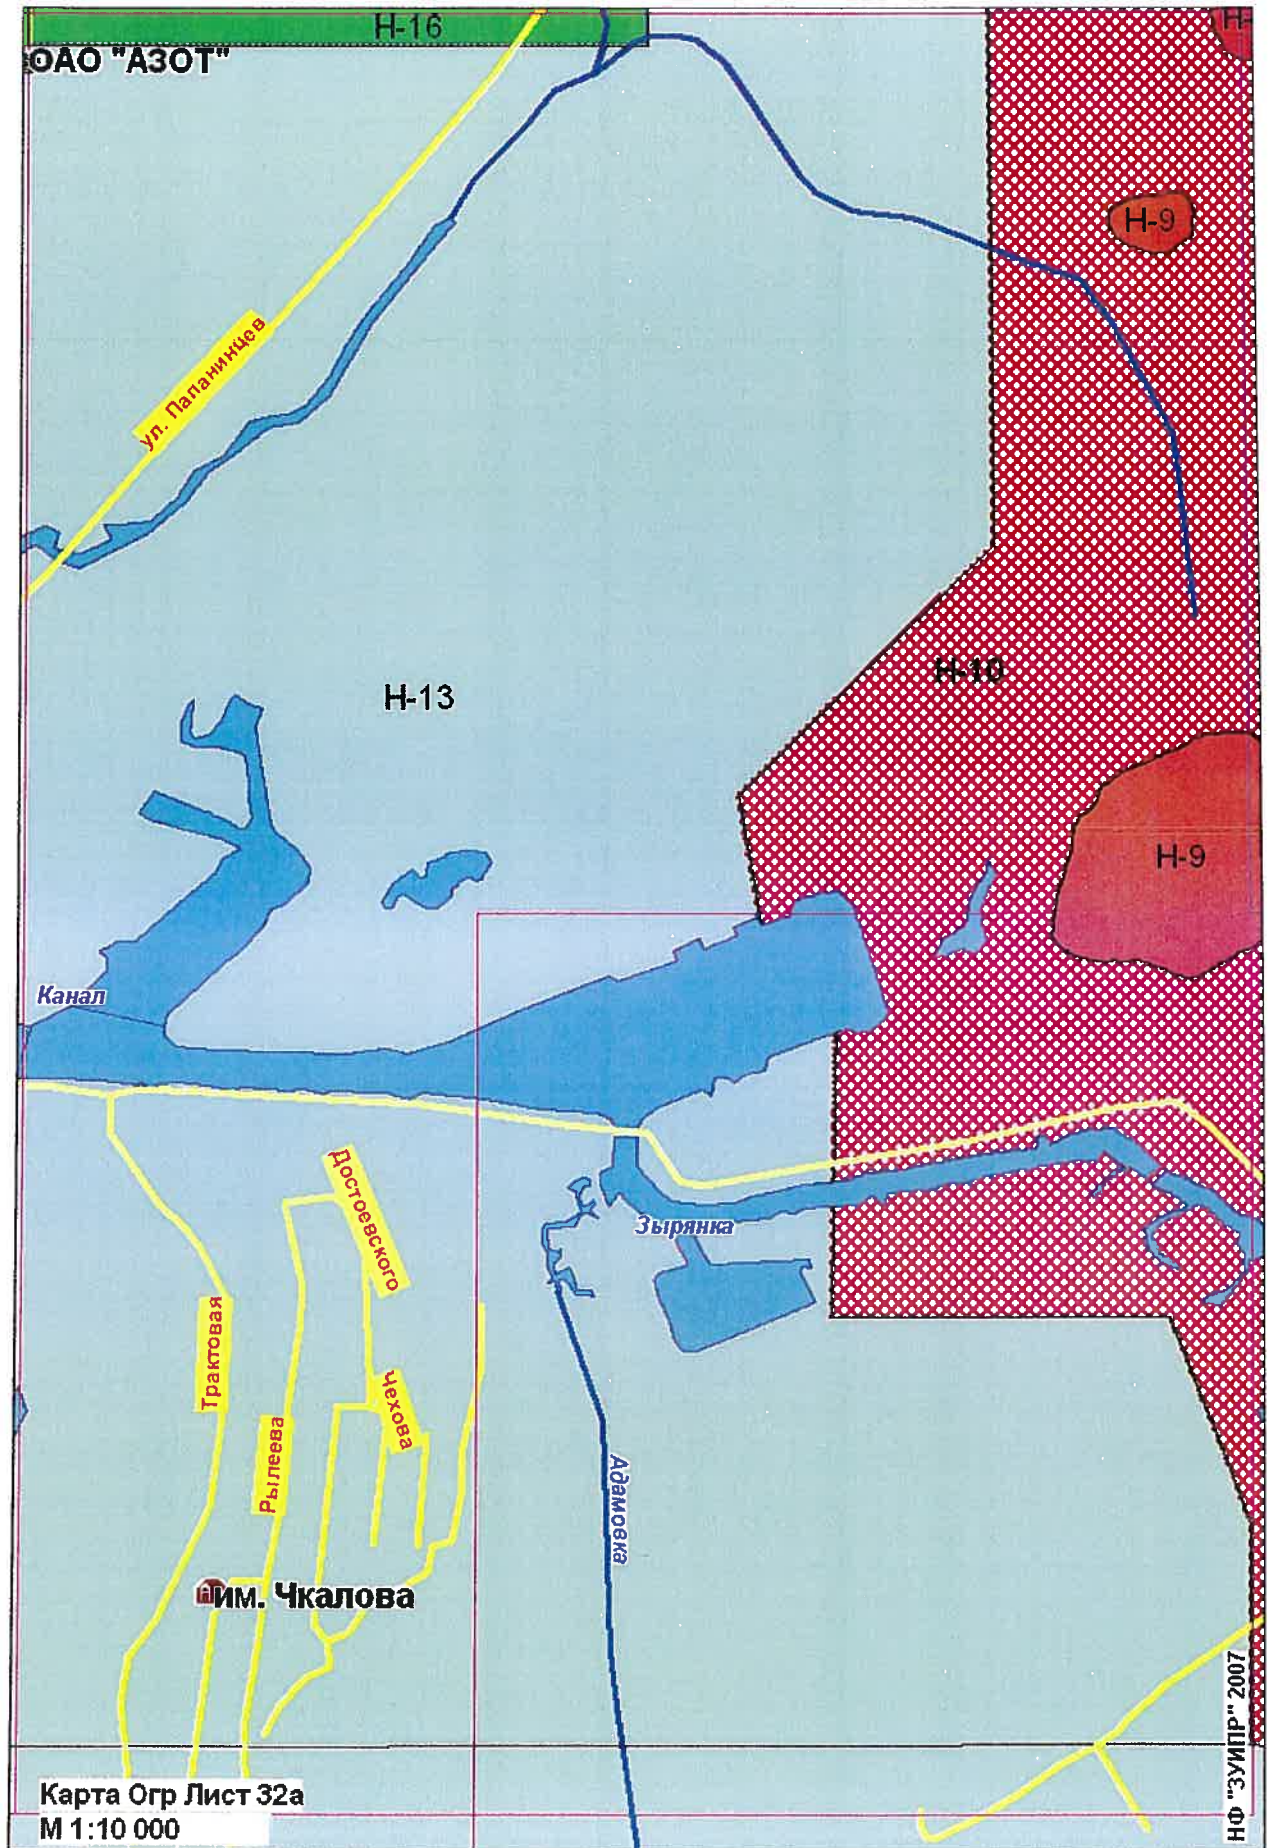 Н-16
Н-
ОАО "АЗОТ"
Н-9
ул. Папанинцев
Н-10
Н-13
Н-9
Канал
Достоевского
Зырянка
Трактовая
Чехова
Рылеева
Адамовка
им. Чкалова
НФ "ЗУИПР" 2007
Карта Огр Лист 32а
М 1:10 000